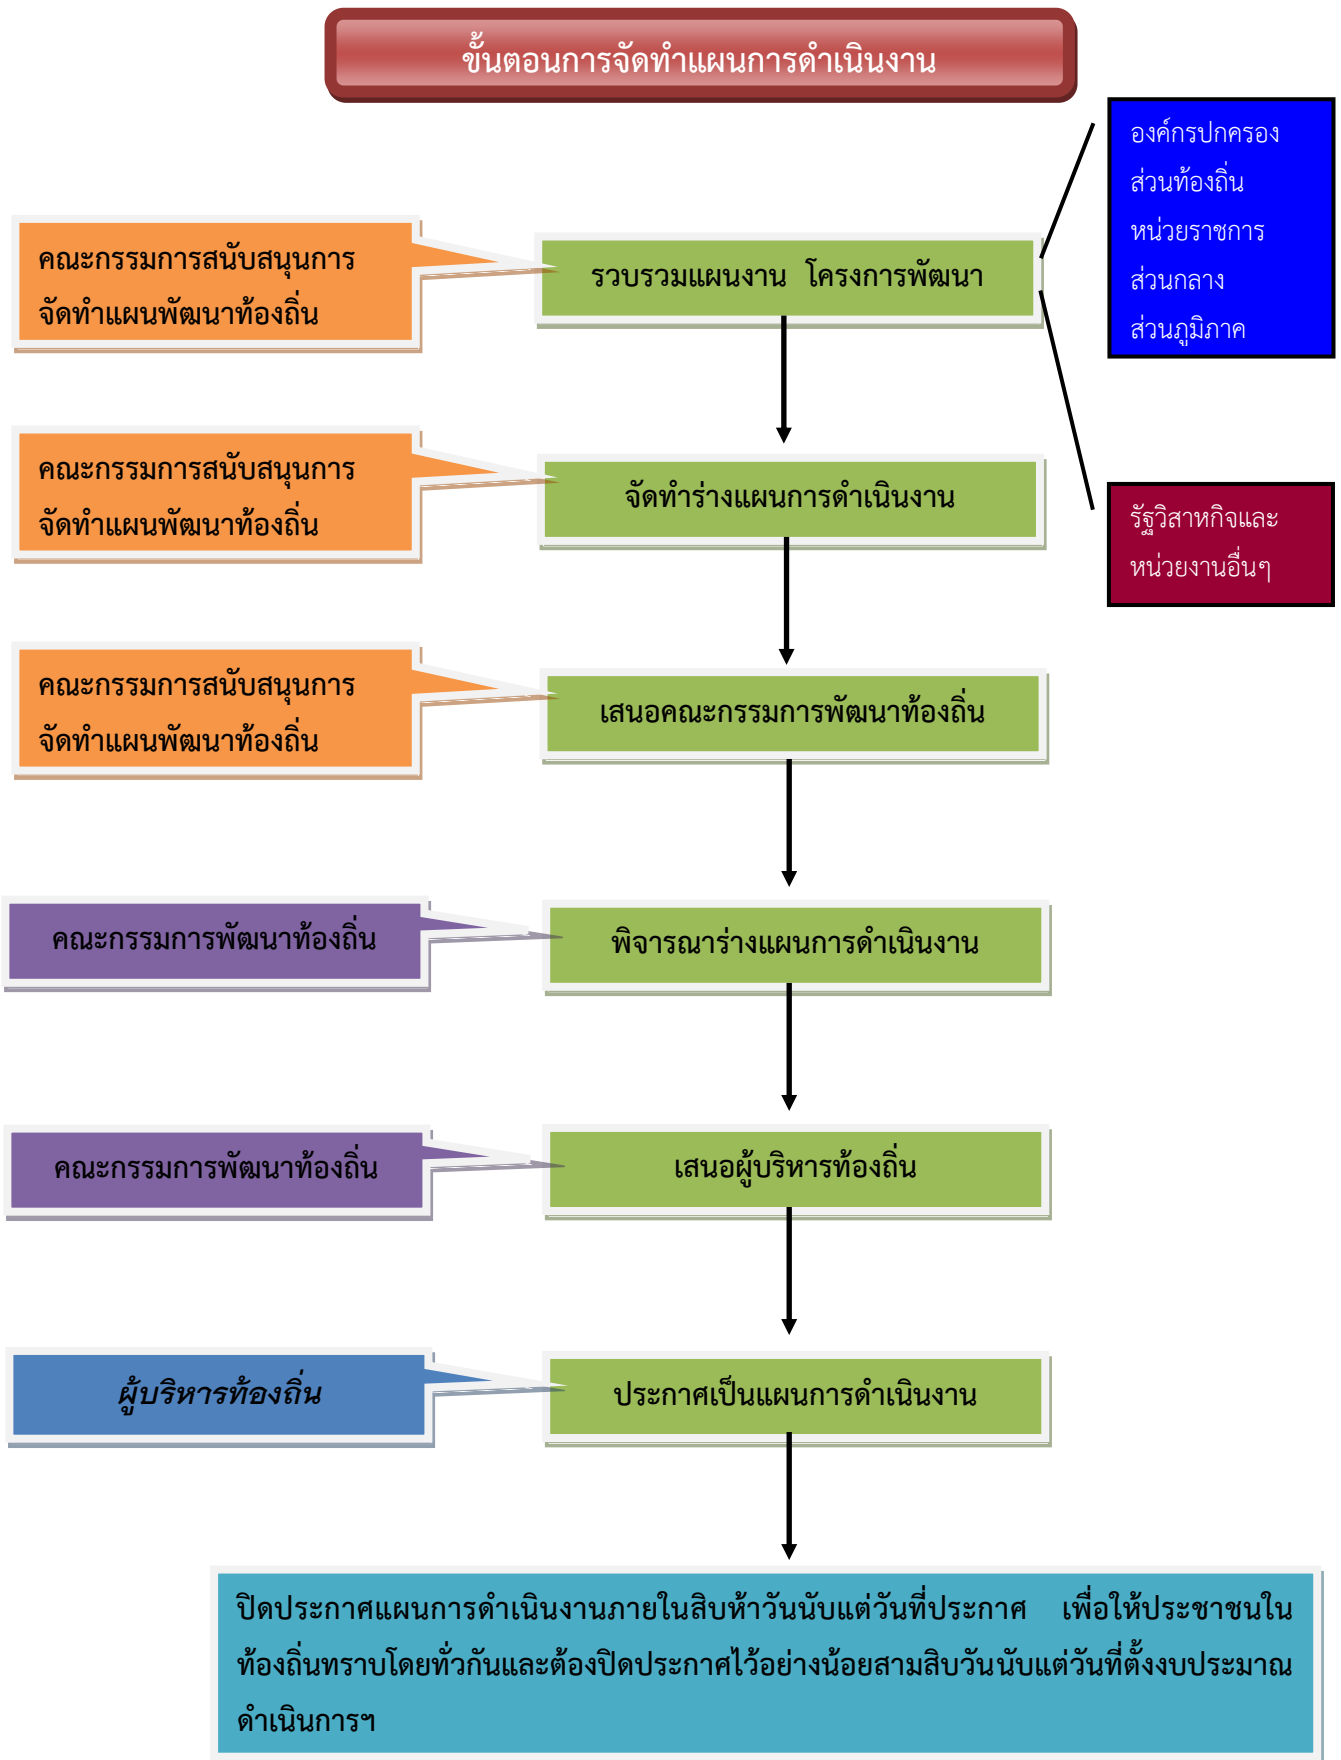 ขั้นตอนการจัดทำแผนการดำเนินงาน
องค์กรปกครอง
ส่วนท้องถิ่น
หน่วยราชการ
ส่วนกลาง
ส่วนภูมิภาค
คณะกรรมการสนับสนุนการ
จัดทำแผนพัฒนาท้องถิ่น
รวบรวมแผนงาน โครงการพัฒนา
คณะกรรมการสนับสนุนการ
จัดทำแผนพัฒนาท้องถิ่น
จัดทำร่างแผนการดำเนินงาน
รัฐวิสาหกิจและ
หน่วยงานอื่นๆ
คณะกรรมการสนับสนุนการ
จัดทำแผนพัฒนาท้องถิ่น
เสนอคณะกรรมการพัฒนาท้องถิ่น
คณะกรรมการพัฒนาท้องถิ่น
พิจารณาร่างแผนการดำเนินงาน
คณะกรรมการพัฒนาท้องถิ่น
เสนอผู้บริหารท้องถิ่น
ผู้บริหารท้องถิ่น
ประกาศเป็นแผนการดำเนินงาน
ปิดประกาศแผนการดำเนินงานภายในสิบห้าวันนับแต่วันที่ประกาศ เพื่อให้ประชาชนใน
ท้องถิ่นทราบโดยทั่วกันและต้องปิดประกาศไว้อย่างน้อยสามสิบวันนับแต่วันที่ตั้งงบประมาณ
ดำเนินการฯ